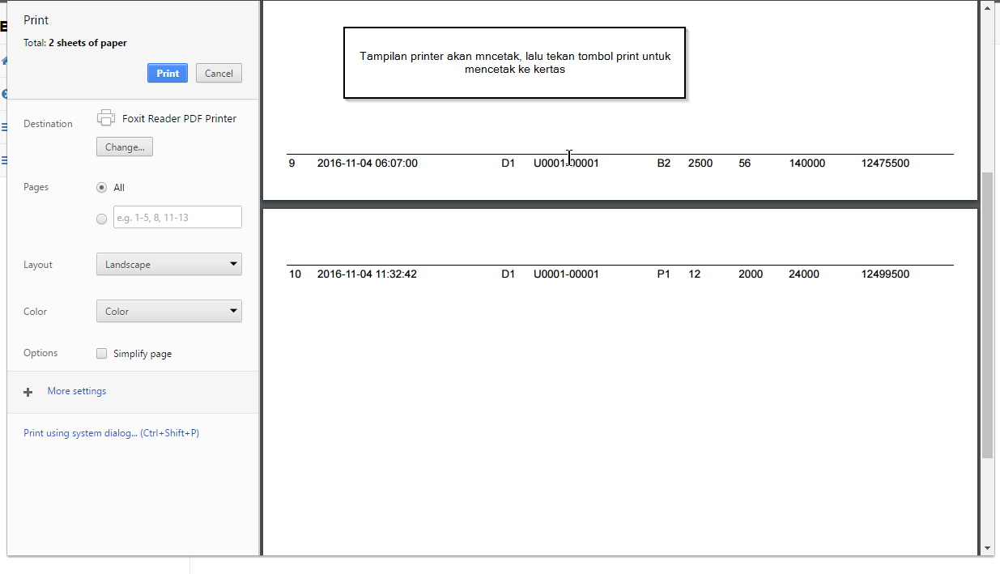 Print
Total: 2 sheets of paper
Print Cancel
Destination Foxit Reader PDF Printer
Change...
Pages All
e.g. 1-5, 8, 11-13
Layout Landscape
Color Color
Options Simplify page
More settings
Print using system dialog... (Ctrl+Shift+P)
Tampilan printer akan mncetak, lalu tekan tombol print untuk
mencetak ke kertas
9 2016-11-04 06:07:00 D1 U0001-00001 B2 2500 56 140000 12475500
10 2016-11-04 11:32:42 D1 U0001-00001 P1 12 2000 24000 12499500